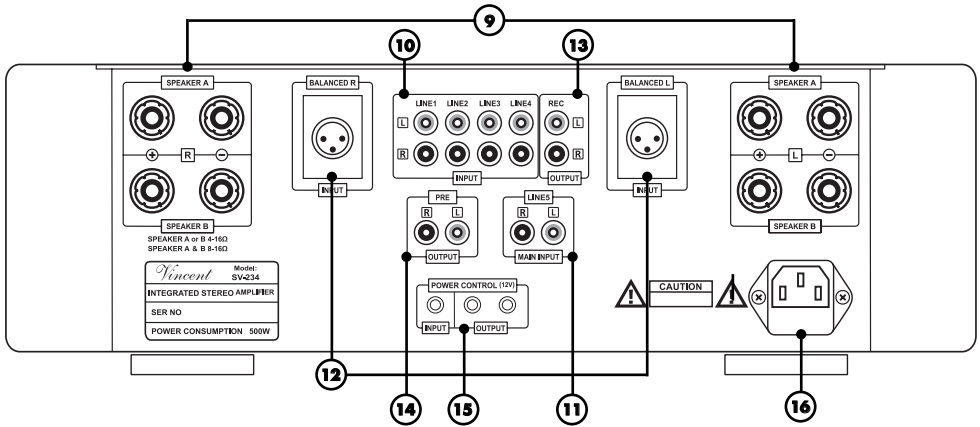 9
10
13
SPEAKER A
BALANCED R
LINE1 LINE2 LINE3 LINE4 REC
BALANCED L
SPEAKER A
L
L
R
R
+ R −
+ L −
INPUT
INPUT
OUTPUT
INPUT
PRE
LINE5
R L
R L
SPEAKER B
SPEAKER B
SPEAKER A or B 4-16Ω
SPEAKER A & B 8-16Ω
OUTPUT
MAIN INPUT
Vincent Model:
SV-234
INTEGRATED STEREO AMPLIFIER
SER NO
POWER CONSUMPTION 500W
POWER CONTROL (12V)
INPUT
OUTPUT
CAUTION
12
14
15
11
16